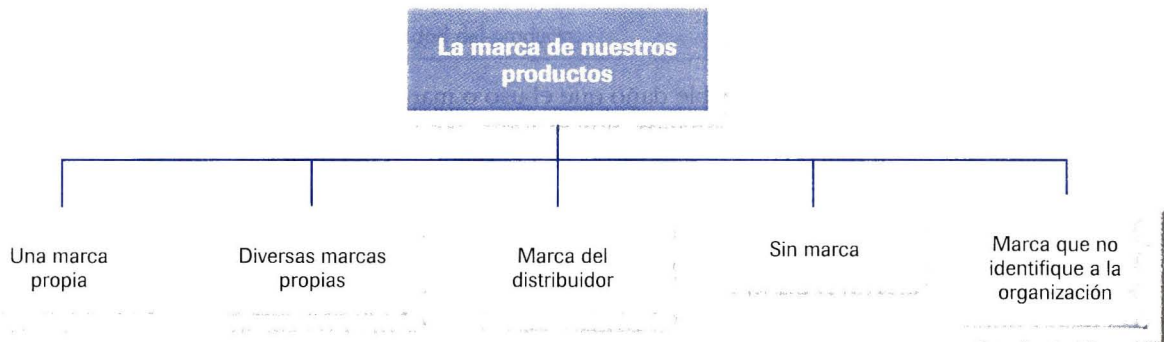 La marca de nuestros
productos
Una marca
propia
Diversas marcas
propias
Marca del
distribuidor
Sin marca
Marca que no
identifique a la
organización